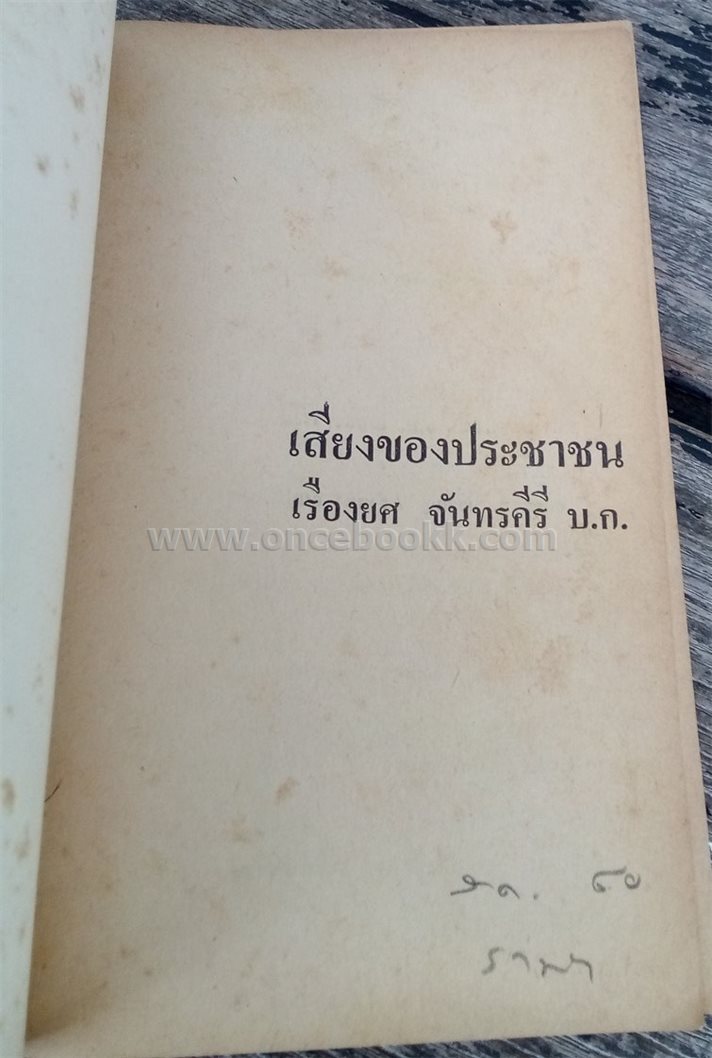 เสียงของประชาชน
เรืองยศ จันทรคีรี บ.ก.
www.oncebookk.com